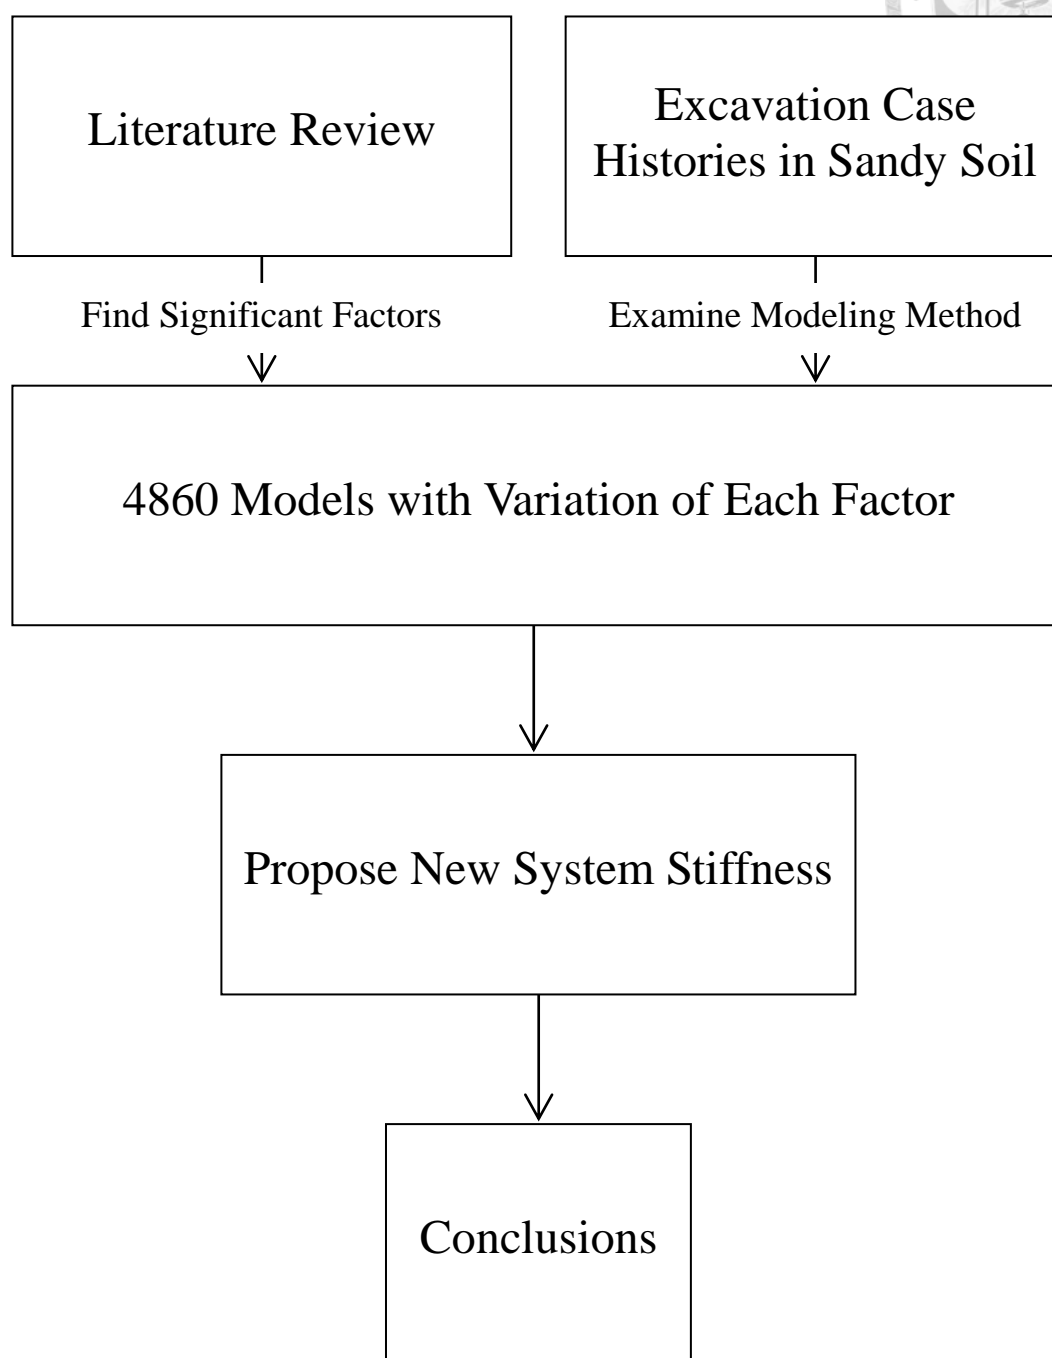 Literature Review
Excavation Case
Histories in Sandy Soil
Find Significant Factors
Examine Modeling Method
4860 Models with Variation of Each Factor
Propose New System Stiffness
Conclusions